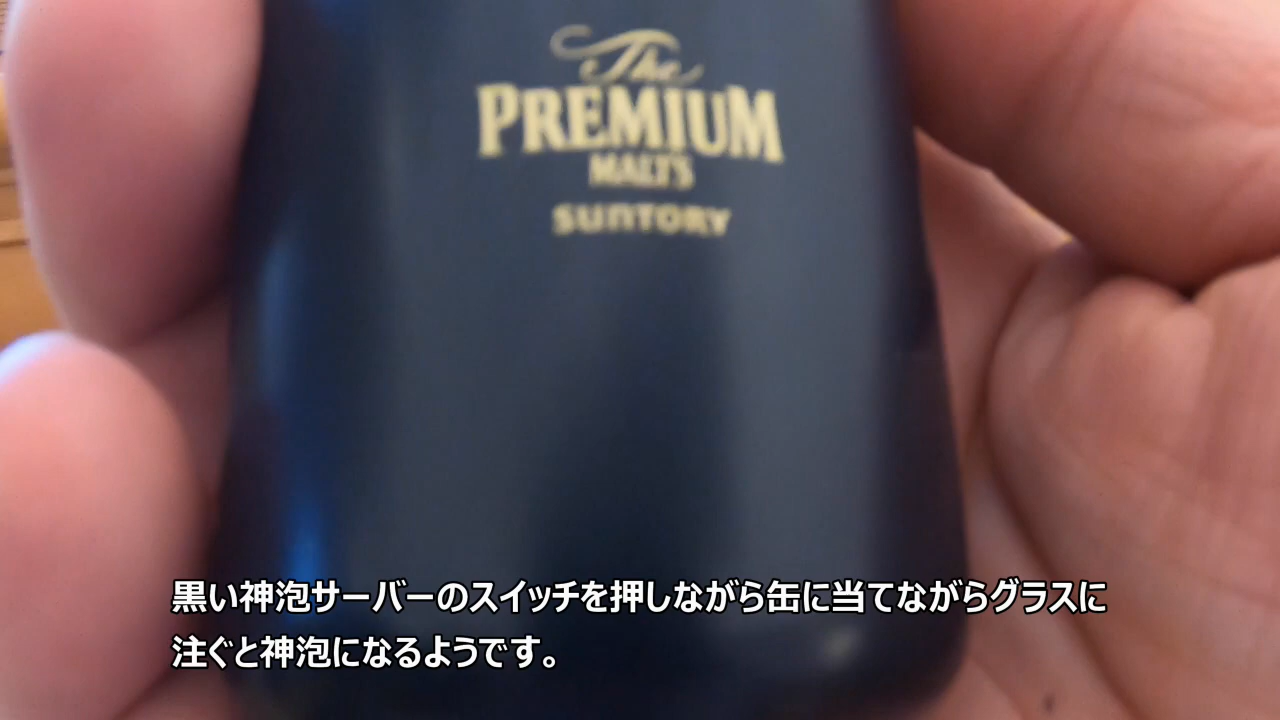 The
PREMIUM
MALT'S
SUNTORY
黒い神泡サーバーのスイッチを押しながら缶に当てながらグラスに
注ぐと神泡になるようです。